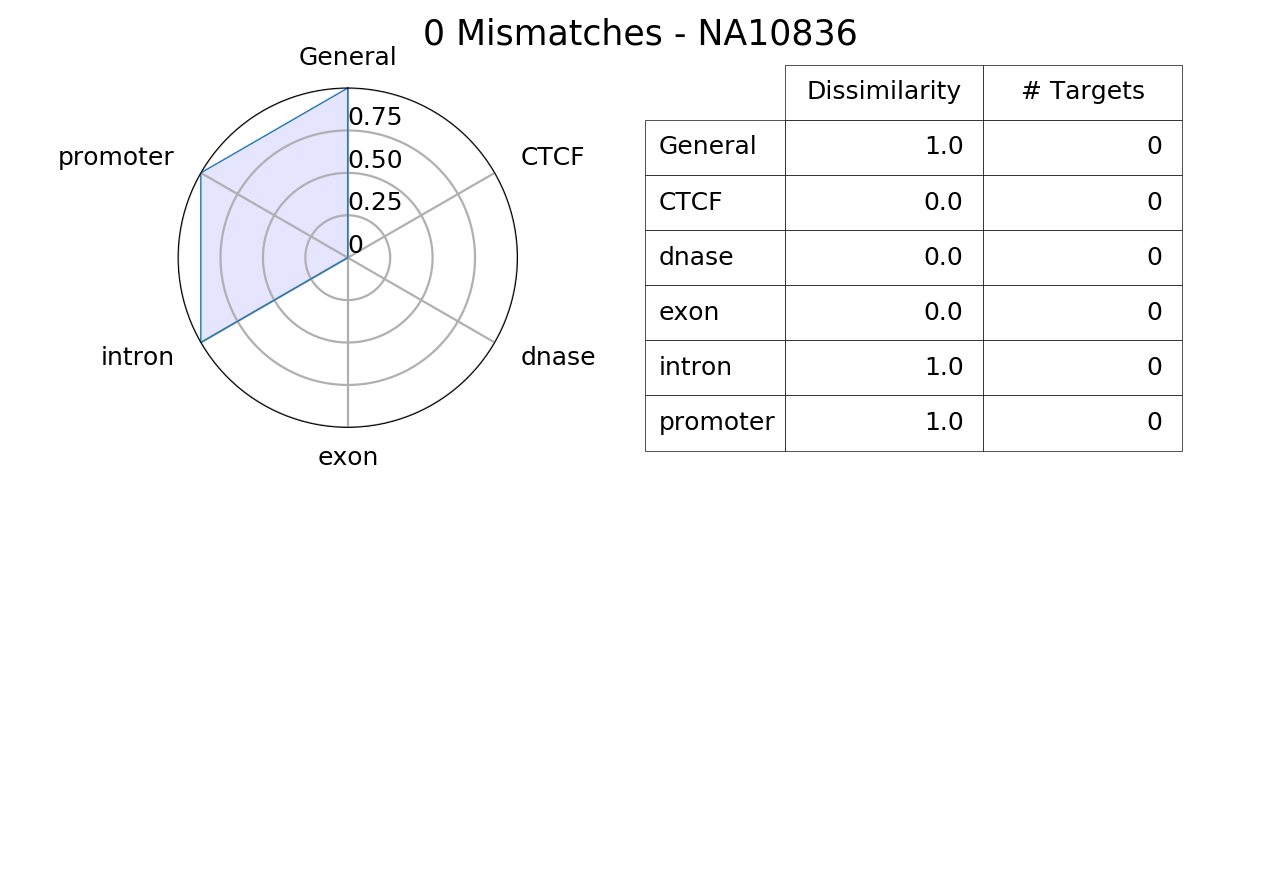 0 Mismatches - NA10836
General
promoter
CTCF
0.75
0.50
0.25
0
intron
dnase
exon
Dissimilarity # Targets
General 1.0 0
CTCF 0.0 0
dnase 0.0 0
exon 0.0 0
intron 1.0 0
promoter 1.0 0